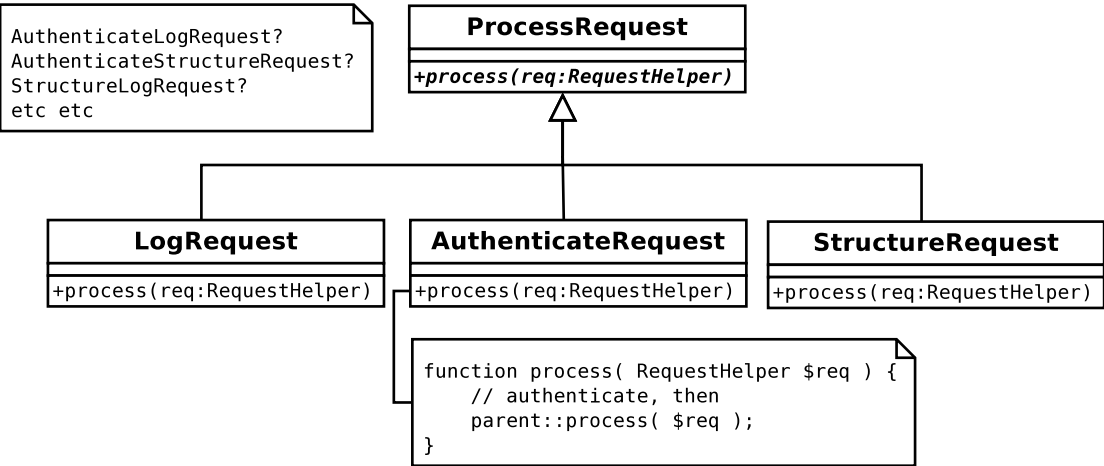 AuthenticateLogRequest?
AuthenticateStructureRequest?
StructureLogRequest?
etc etc
ProcessRequest
+process(req:RequestHelper)
LogRequest
+process(req:RequestHelper)
AuthenticateRequest
+process(req:RequestHelper)
StructureRequest
+process(req:RequestHelper)
function process( RequestHelper $req ) {
    // authenticate, then
    parent::process( $req );
}